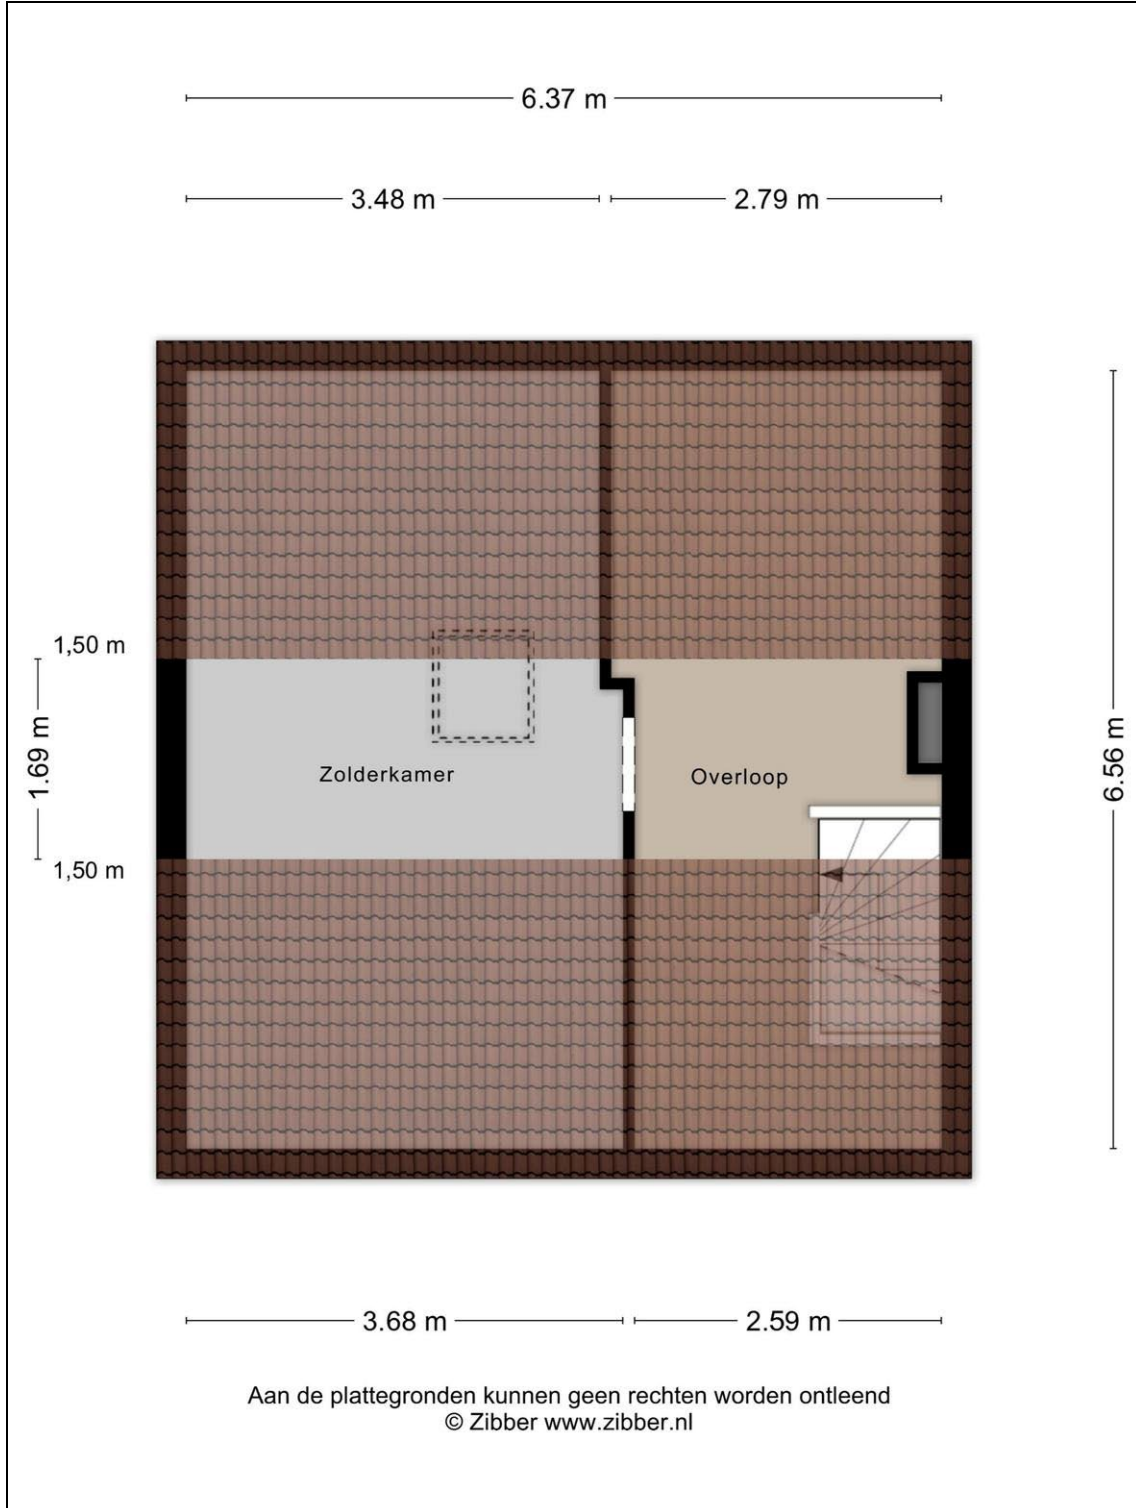 6.37 m
3.48 m
2.79 m
1,50 m
1.69 m
1,50 m
6.56 m
Zolderkamer
Overloop
3.68 m
2.59 m
Aan de plattegronden kunnen geen rechten worden ontleend
© Zibber www.zibber.nl